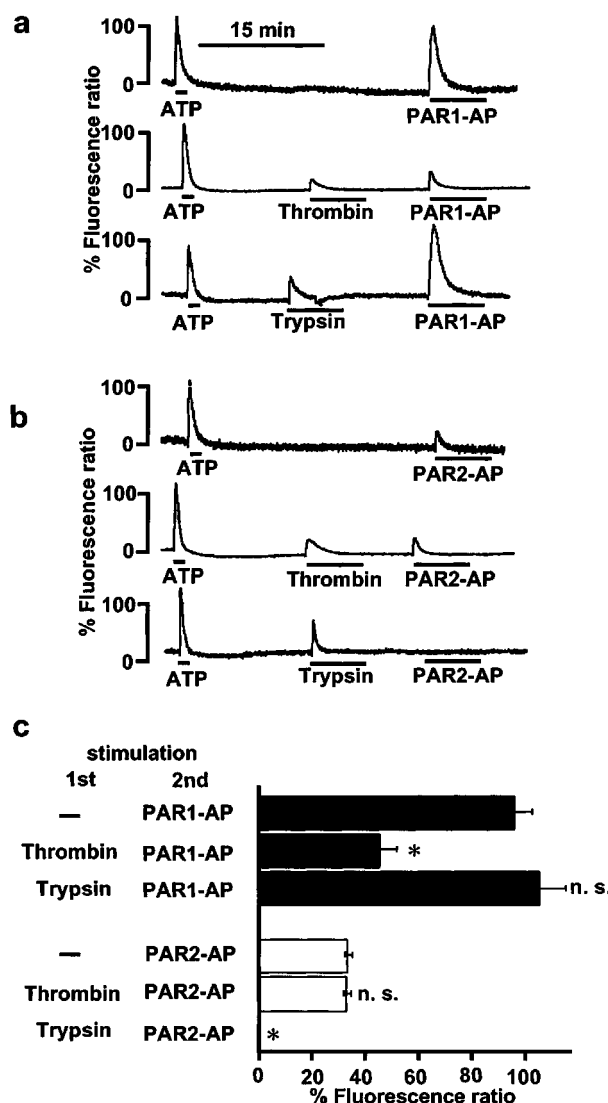 a
100
0
15 min
ATP
PAR1-AP
100
0
ATP
Thrombin
PAR1-AP
100
0
ATP
Trypsin
PAR1-AP
% Fluorescence ratio
b
100
0
ATP
PAR2-AP
100
0
ATP
Thrombin
PAR2-AP
100
0
ATP
Trypsin
PAR2-AP
% Fluorescence ratio
c
stimulation
1st 2nd
— PAR1-AP
Thrombin PAR1-AP *
Trypsin PAR1-AP n. s.
— PAR2-AP
Thrombin PAR2-AP n. s.
Trypsin PAR2-AP *
0 20 40 60 80 100
% Fluorescence ratio